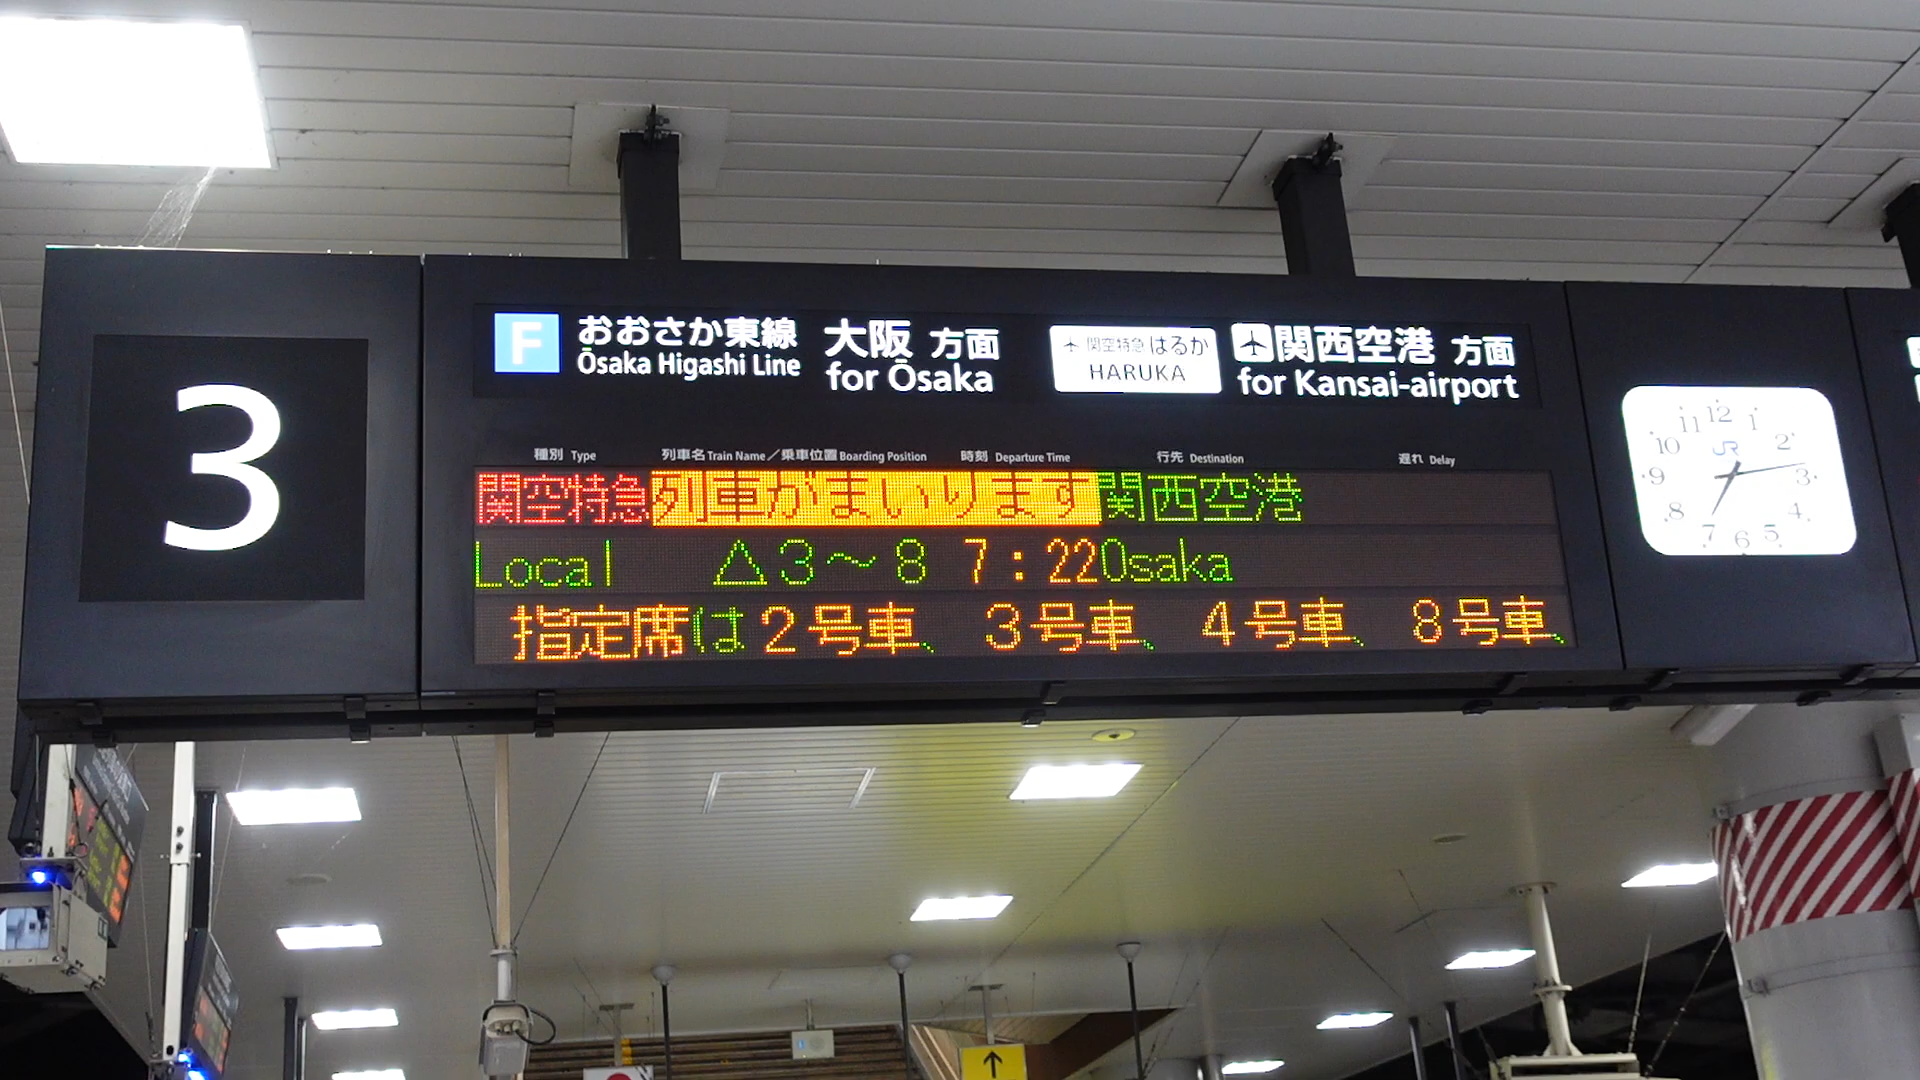 3
F おおさか東線 大阪 方面 関空特急 はるか 関西空港 方面
Ōsaka Higashi Line for Ōsaka HARUKA for Kansai-airport
種別 Type 列車名 Train Name／乗車位置 Boarding Position 時刻 Departure Time 行先 Destination 遅れ Delay
関空特急 列車がまいります 関西空港
Local △3～8 7:22 Osaka
指定席は2号車、3号車、4号車、8号車、
12 1 2 3 4 5 6 7 8 9 10 11
JR